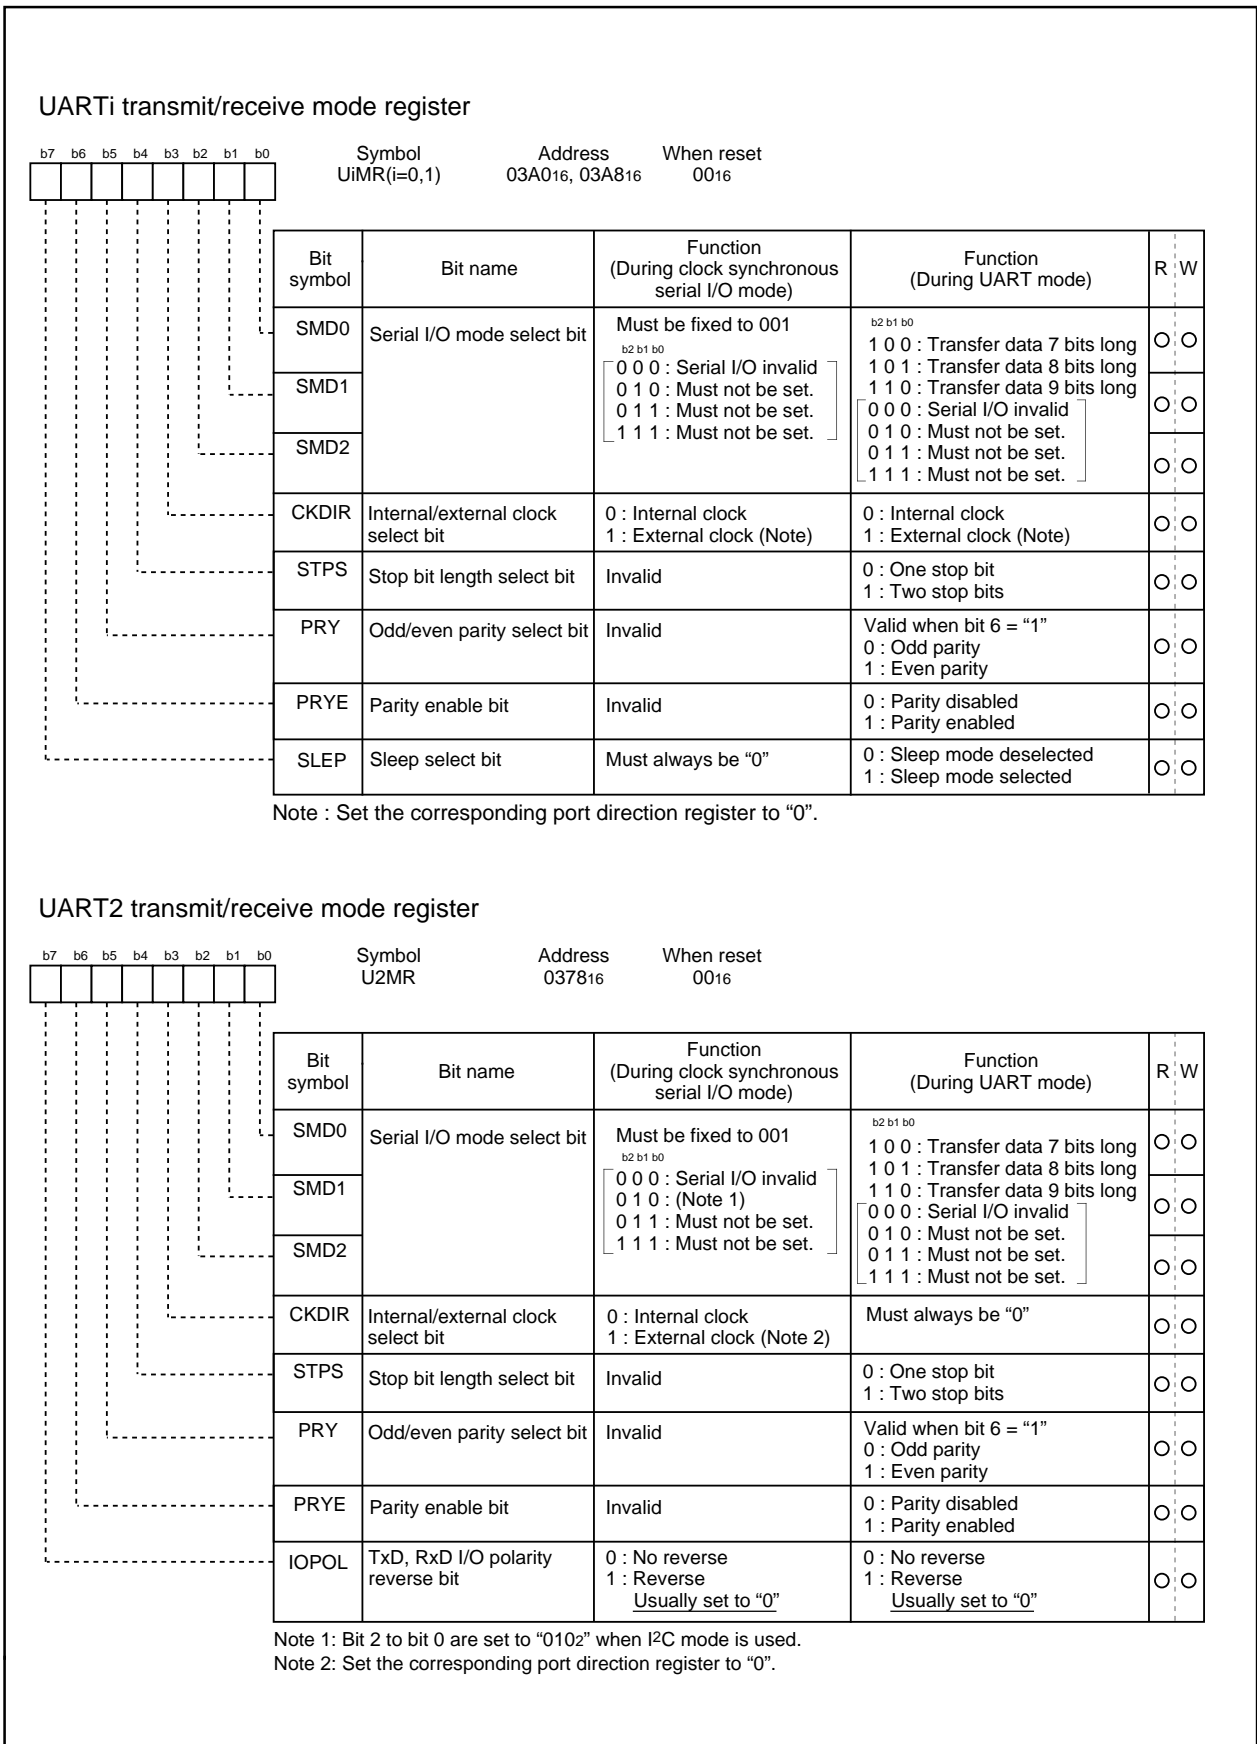 UARTi transmit/receive mode register
b7 b6 b5 b4 b3 b2 b1 b0
Symbol Address When reset
UiMR(i=0,1) 03A016, 03A816 0016
Bit symbol Bit name Function (During clock synchronous serial I/O mode) Function (During UART mode) R W
SMD0 Serial I/O mode select bit
SMD1
SMD2
Must be fixed to 001
b2 b1 b0
0 0 0 : Serial I/O invalid
0 1 0 : Must not be set.
0 1 1 : Must not be set.
1 1 1 : Must not be set.
b2 b1 b0
1 0 0 : Transfer data 7 bits long
1 0 1 : Transfer data 8 bits long
1 1 0 : Transfer data 9 bits long
0 0 0 : Serial I/O invalid
0 1 0 : Must not be set.
0 1 1 : Must not be set.
1 1 1 : Must not be set.
CKDIR Internal/external clock select bit
0 : Internal clock
1 : External clock (Note)
0 : Internal clock
1 : External clock (Note)
STPS Stop bit length select bit Invalid
0 : One stop bit
1 : Two stop bits
PRY Odd/even parity select bit Invalid
Valid when bit 6 = “1”
0 : Odd parity
1 : Even parity
PRYE Parity enable bit Invalid
0 : Parity disabled
1 : Parity enabled
SLEP Sleep select bit Must always be “0”
0 : Sleep mode deselected
1 : Sleep mode selected
Note : Set the corresponding port direction register to “0”.
UART2 transmit/receive mode register
b7 b6 b5 b4 b3 b2 b1 b0
Symbol Address When reset
U2MR 037816 0016
Bit symbol Bit name Function (During clock synchronous serial I/O mode) Function (During UART mode) R W
SMD0 Serial I/O mode select bit
SMD1
SMD2
Must be fixed to 001
b2 b1 b0
0 0 0 : Serial I/O invalid
0 1 0 : (Note 1)
0 1 1 : Must not be set.
1 1 1 : Must not be set.
b2 b1 b0
1 0 0 : Transfer data 7 bits long
1 0 1 : Transfer data 8 bits long
1 1 0 : Transfer data 9 bits long
0 0 0 : Serial I/O invalid
0 1 0 : Must not be set.
0 1 1 : Must not be set.
1 1 1 : Must not be set.
CKDIR Internal/external clock select bit
0 : Internal clock
1 : External clock (Note 2)
Must always be “0”
STPS Stop bit length select bit Invalid
0 : One stop bit
1 : Two stop bits
PRY Odd/even parity select bit Invalid
Valid when bit 6 = “1”
0 : Odd parity
1 : Even parity
PRYE Parity enable bit Invalid
0 : Parity disabled
1 : Parity enabled
IOPOL TxD, RxD I/O polarity reverse bit
0 : No reverse
1 : Reverse
Usually set to “0”
0 : No reverse
1 : Reverse
Usually set to “0”
Note 1: Bit 2 to bit 0 are set to “0102” when I2C mode is used.
Note 2: Set the corresponding port direction register to “0”.